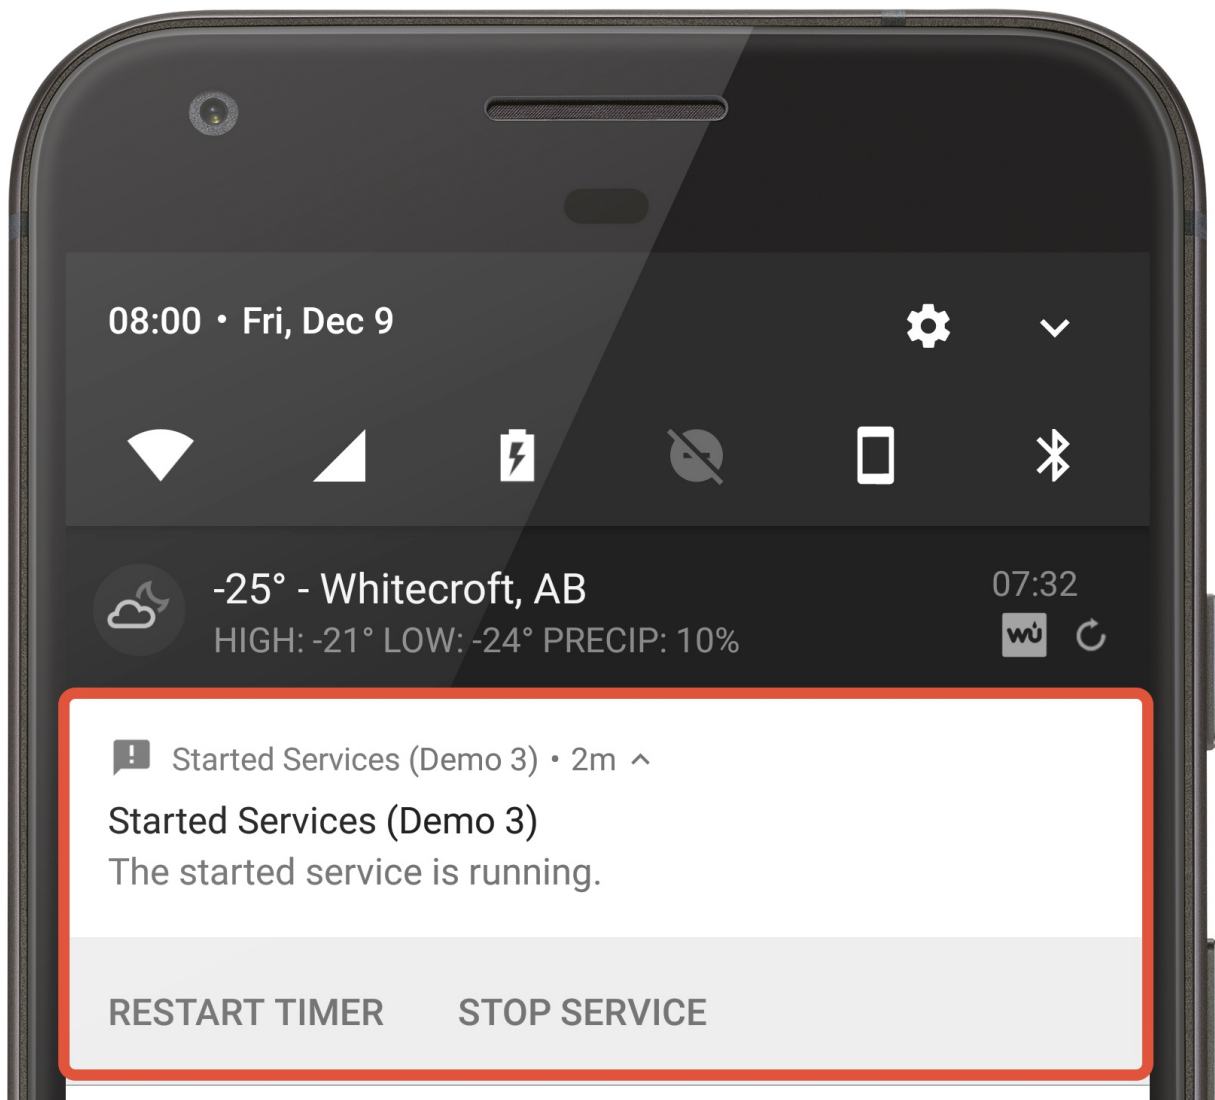 08:00 • Fri, Dec 9
-25° - Whitecroft, AB
07:32
HIGH: -21° LOW: -24° PRECIP: 10%
wu
Started Services (Demo 3) • 2m
Started Services (Demo 3)
The started service is running.
RESTART TIMER
STOP SERVICE